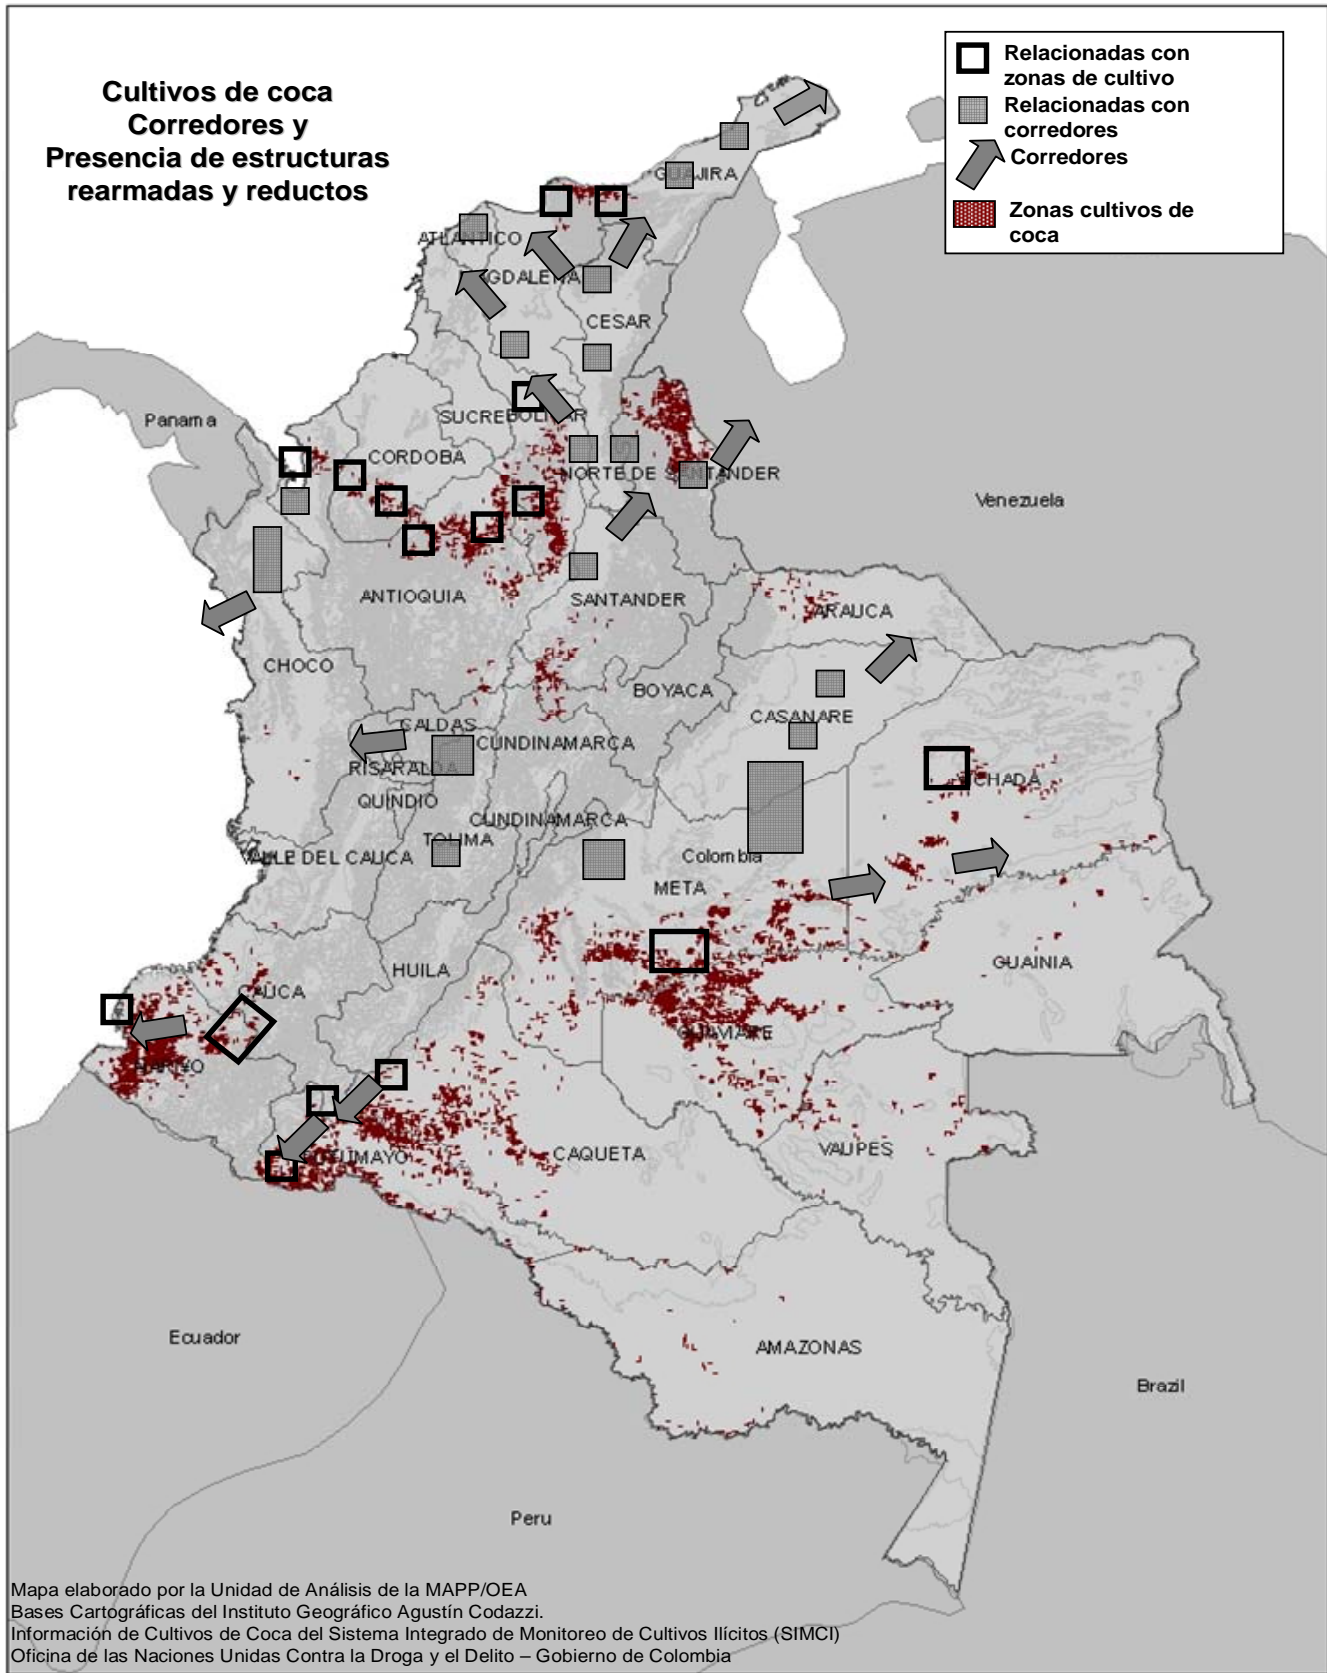 Cultivos de coca
Corredores y
Presencia de estructuras
rearmadas y reductos
Relacionadas con
zonas de cultivo
Relacionadas con
corredores
Corredores
Zonas cultivos de
coca
GUAJIRA
ATLANTICO
GDALENA
CESAR
Panama
SUCRE
BOLIVAR
CORDOBA
NORTE DE SANTANDER
Venezuela
ANTIOQUIA
SANTANDER
ARAUCA
CHOCO
BOYACA
CASANARE
CALDAS
CUNDINAMARCA
RISARALDA
VICHADA
QUINDIO
CUNDINAMARCA
TOLIMA
VALLE DEL CAUCA
Colombia
META
HUILA
GUAINIA
CAUCA
GUAVIARE
NARIÑO
PUTUMAYO
CAQUETA
VAUPES
Ecuador
AMAZONAS
Brazil
Peru
Mapa elaborado por la Unidad de Análisis de la MAPP/OEA
Bases Cartográficas del Instituto Geográfico Agustín Codazzi.
Información de Cultivos de Coca del Sistema Integrado de Monitoreo de Cultivos Ilícitos (SIMCI)
Oficina de las Naciones Unidas Contra la Droga y el Delito – Gobierno de Colombia